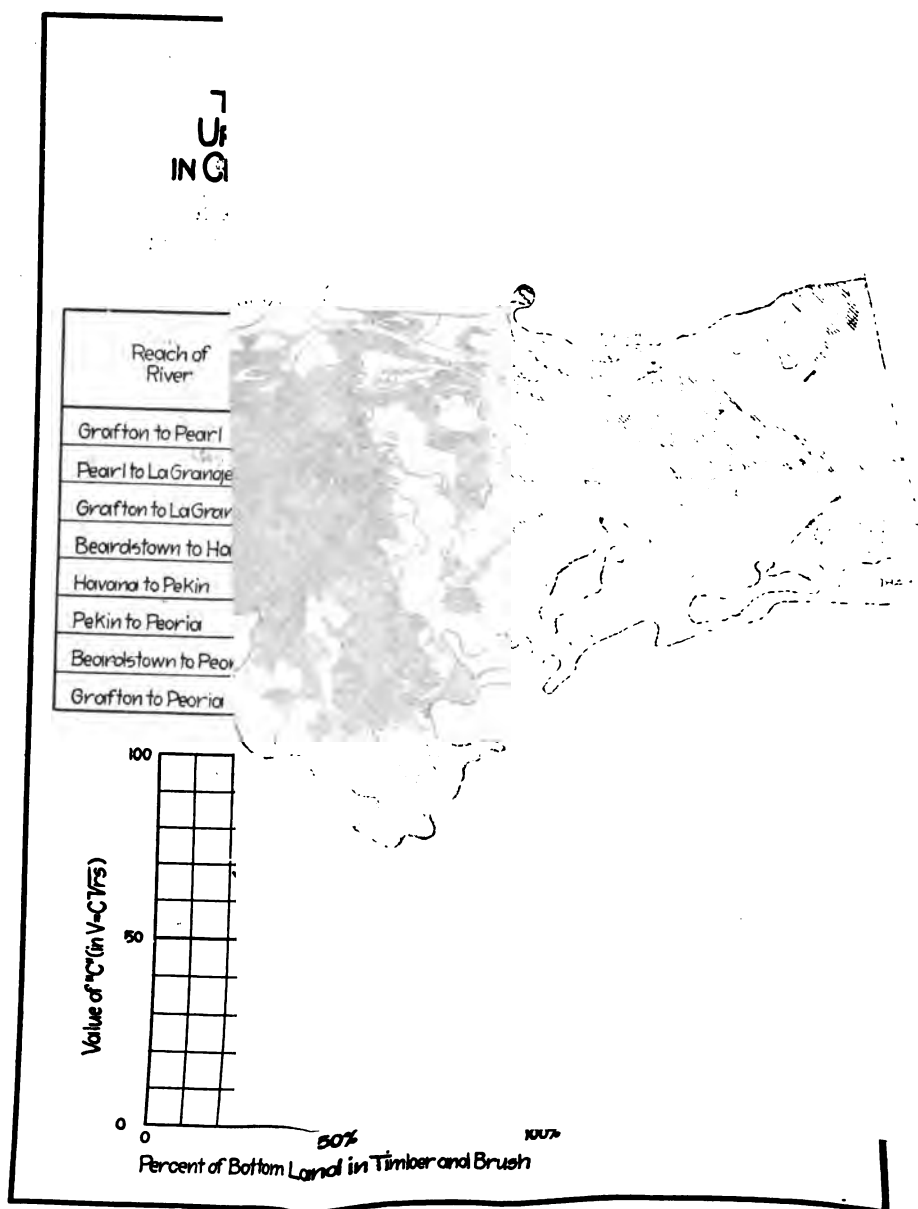 IN
Reach of
River
Grafton to Pearl
Pearl to La Grange
Grafton to La Gran
Beardstown to Ha
Havana to Pekin
Pekin to Peoria
Beardstown to Peor
Grafton to Peoria
100
50
0
Value of "C" (in V=C√rs)
0 50% 100%
Percent of Bottom Land in Timber and Brush